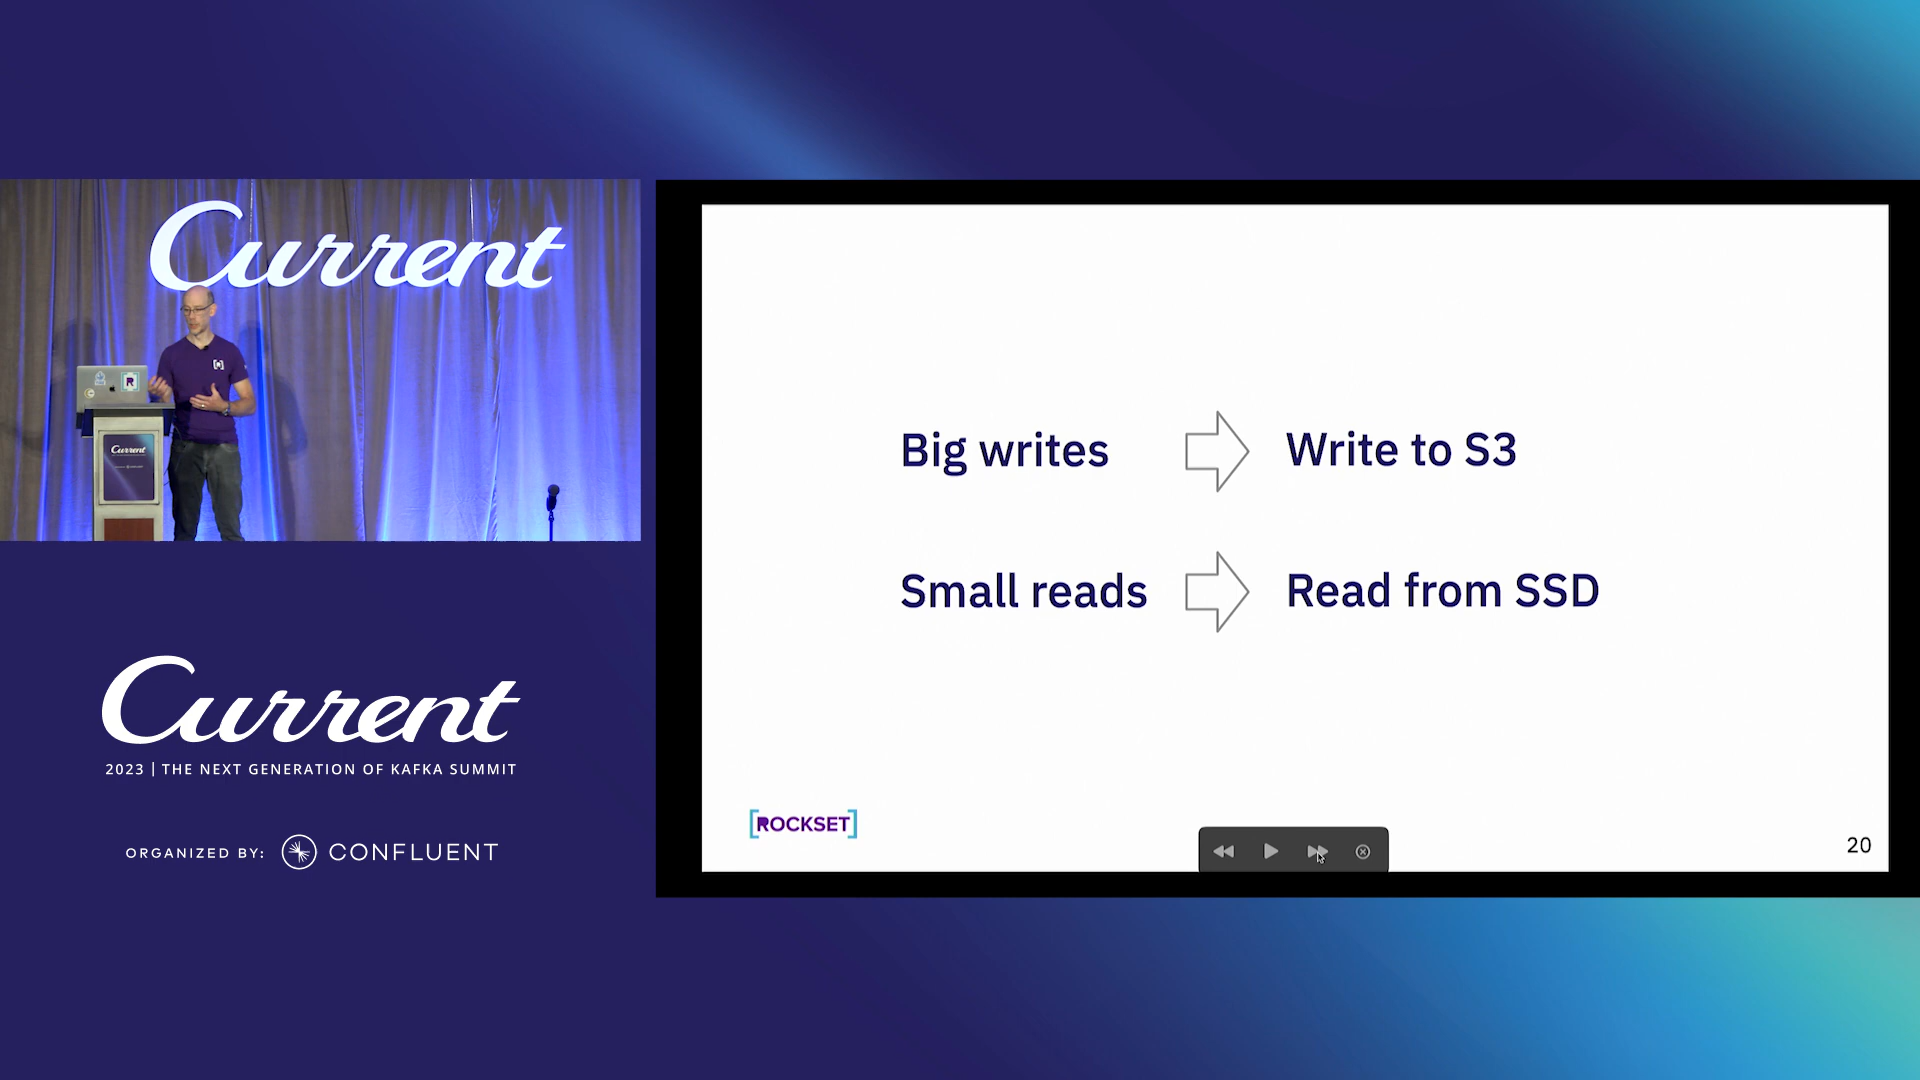 Current
R
Current
Current
2023 | THE NEXT GENERATION OF KAFKA SUMMIT
ORGANIZED BY: CONFLUENT
Big writes Write to S3
Small reads Read from SSD
[ROCKSET]
20